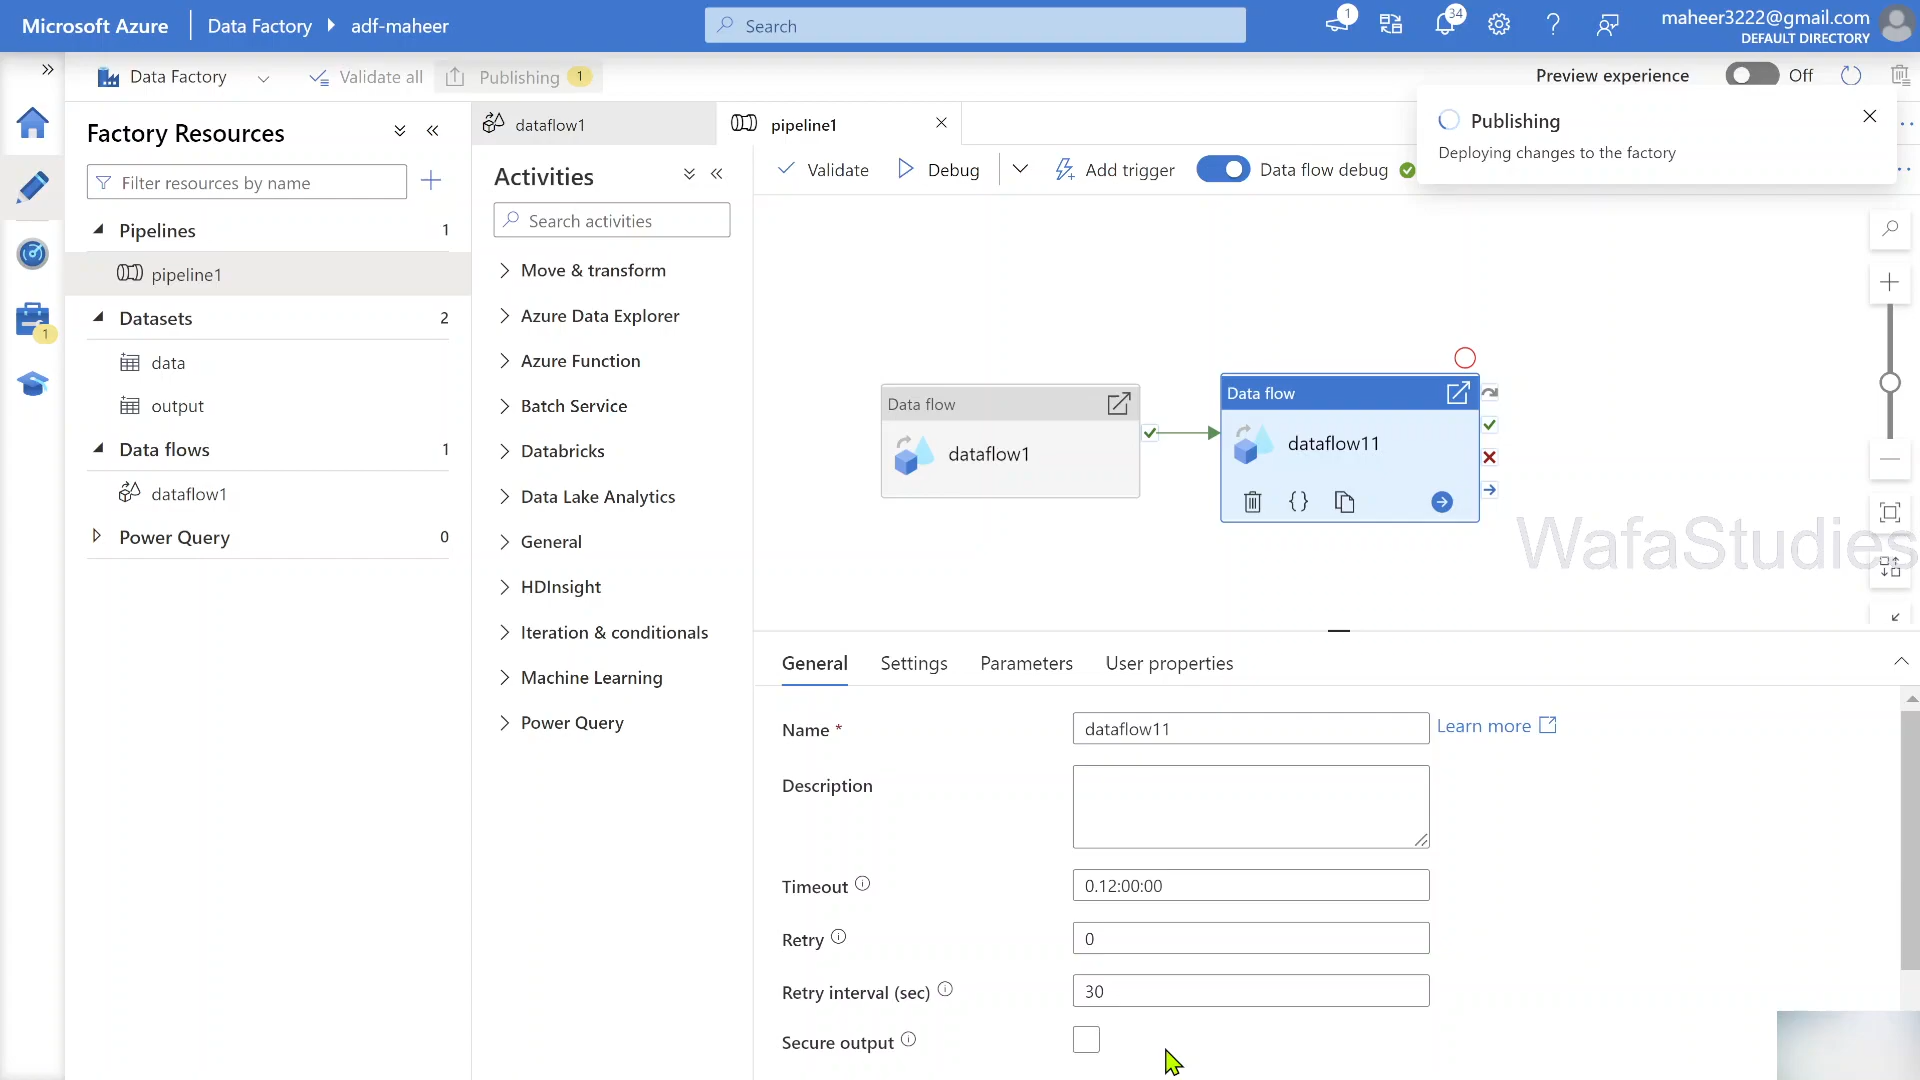 Microsoft Azure
Data Factory
adf-maheer
Search
1
34
maheer3222@gmail.com
DEFAULT DIRECTORY
Data Factory
Validate all
Publishing
1
Preview experience
Off
Publishing
Deploying changes to the factory
Factory Resources
Filter resources by name
Pipelines
1
pipeline1
Datasets
2
data
output
Data flows
1
dataflow1
Power Query
0
1
dataflow1
pipeline1
Activities
Search activities
Move & transform
Azure Data Explorer
Azure Function
Batch Service
Databricks
Data Lake Analytics
General
HDInsight
Iteration & conditionals
Machine Learning
Power Query
Validate
Debug
Add trigger
Data flow debug
Data flow
dataflow1
Data flow
dataflow11
{}
WafaStudies
General
Settings
Parameters
User properties
Name *
dataflow11
Learn more
Description
Timeout
0.12:00:00
Retry
0
Retry interval (sec)
30
Secure output